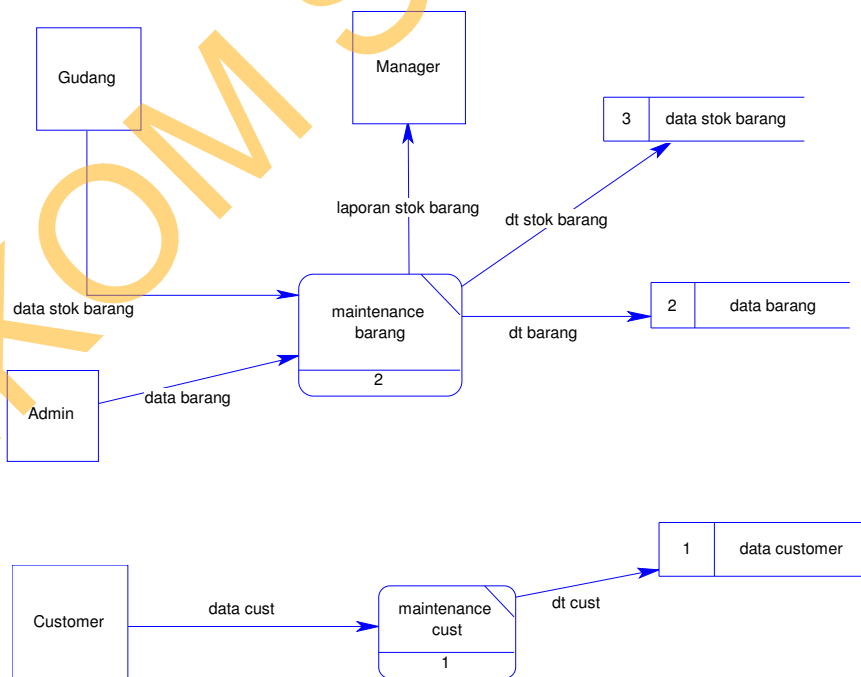 Gudang
Manager
3
data stok barang
laporan stok barang
dt stok barang
data stok barang
maintenance
barang
2
2
data barang
dt barang
Admin
data barang
1
data customer
Customer
data cust
maintenance
cust
1
dt cust
KOM S